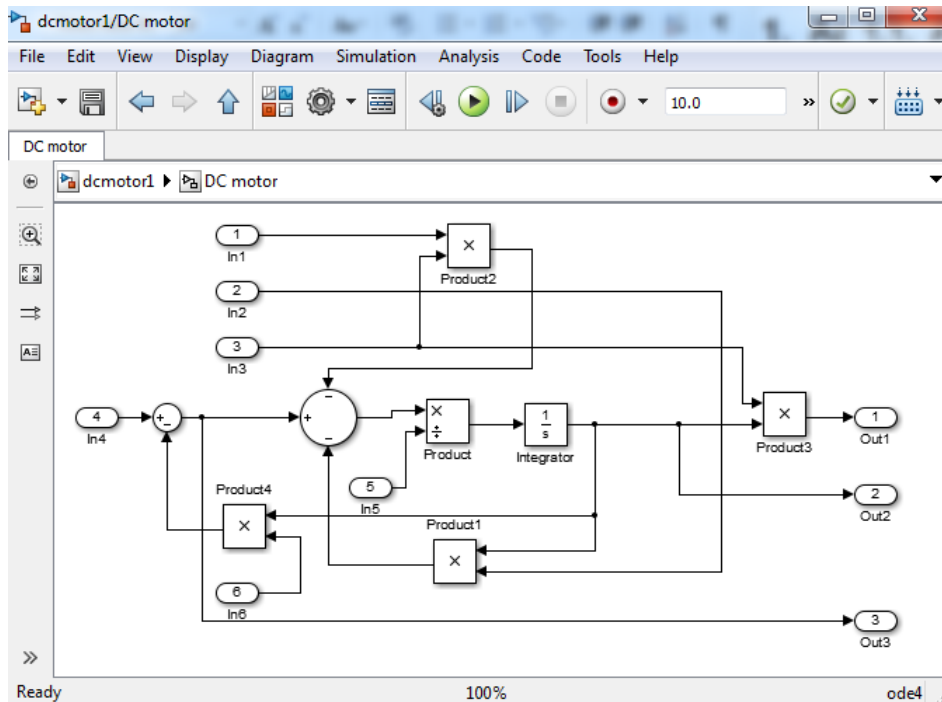 dcmotor1/DC motor
File Edit View Display Diagram Simulation Analysis Code Tools Help
10.0
DC motor
dcmotor1 DC motor
1
In1
×
Product2
2
In2
3
In3
4
In4
+
-
-
+
-
×
÷
Product
1
s
Integrator
×
Product3
1
Out1
5
In5
2
Out2
Product4
×
Product1
×
6
In6
3
Out3
Ready 100% ode4